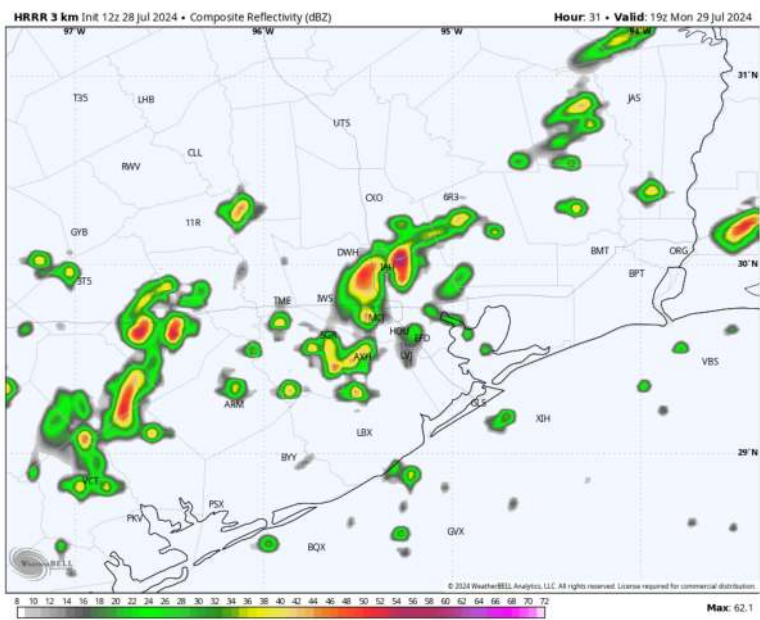 HRRR 3 km Init 12z 28 Jul 2024 • Composite Reflectivity (dBZ) Hour: 31 • Valid: 19z Mon 29 Jul 2024
97°W 96°W 95°W 94°W
31°N
T35 LHB JAS
UTS
CLL
RWV
CXO 6R3
11R
GYB
DWH BMT ORG
IAH 30°N
BPT
3T5
TME IWS
MCJ
HOU EFD
SGR
AXH LVJ VBS
ARM GLS
XIH
LBX
29°N
BYY
VCT
PSX
PKV GVX
BQX
WEATHERBELL
© 2024 WeatherBELL Analytics, LLC. All rights reserved. License required for commercial distribution.
8 10 12 14 16 18 20 22 24 26 28 30 32 34 36 38 40 42 44 46 48 50 52 54 56 58 60 62 64 66 68 70 72
Max: 62.1